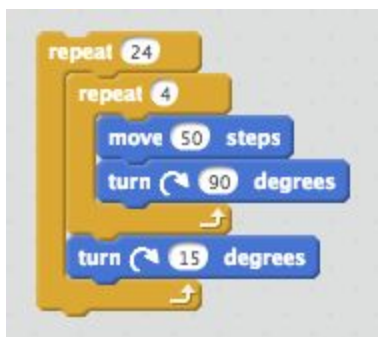 repeat 24
repeat 4
move 50 steps
turn 90 degrees
turn 15 degrees